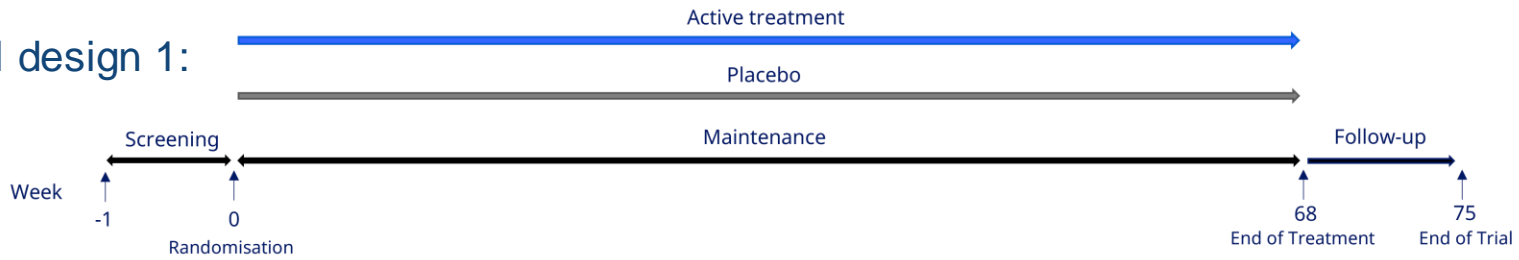 Active treatment
design 1:
Placebo
Screening
Maintenance
Follow-up
Week
-1
0
68
75
Randomisation
End of Treatment
End of Trial